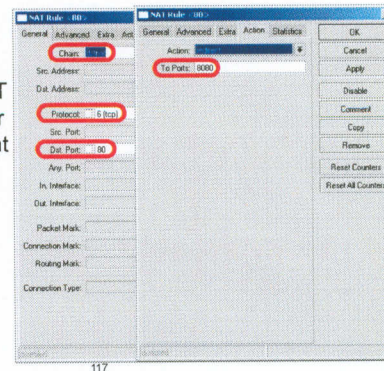 T
r
nt
NAT Rule <80>
General Advanced Extra Act
Chain:
Src. Address:
Dst. Address:
Protocol: 6 (tcp)
Src. Port:
Dst. Port: 80
Any. Port:
In. Interface:
Out. Interface:
Packet Mark:
Connection Mark:
Routing Mark:
Connection Type:
NAT Rule <80>
General Advanced Extra Action Statistics
Action: redirect
To Ports: 8080
OK
Cancel
Apply
Disable
Comment
Copy
Remove
Reset Counters
Reset All Counters
117